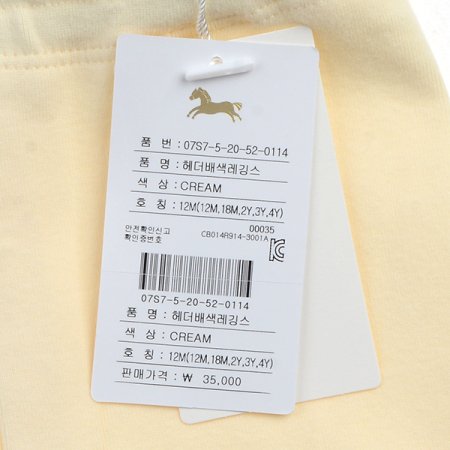 품 번 : 07S7-5-20-52-0114
품 명 : 헤더배색레깅스
색 상 : CREAM
호 칭 : 12M(12M,18M,2Y,3Y,4Y)
00035
안전확인신고
확인증번호 CB014R914-3001A
07S7-5-20-52-0114
품 명 : 헤더배색레깅스
색 상 : CREAM
호 칭 : 12M(12M,18M,2Y,3Y,4Y)
판매가격 : ₩ 35,000